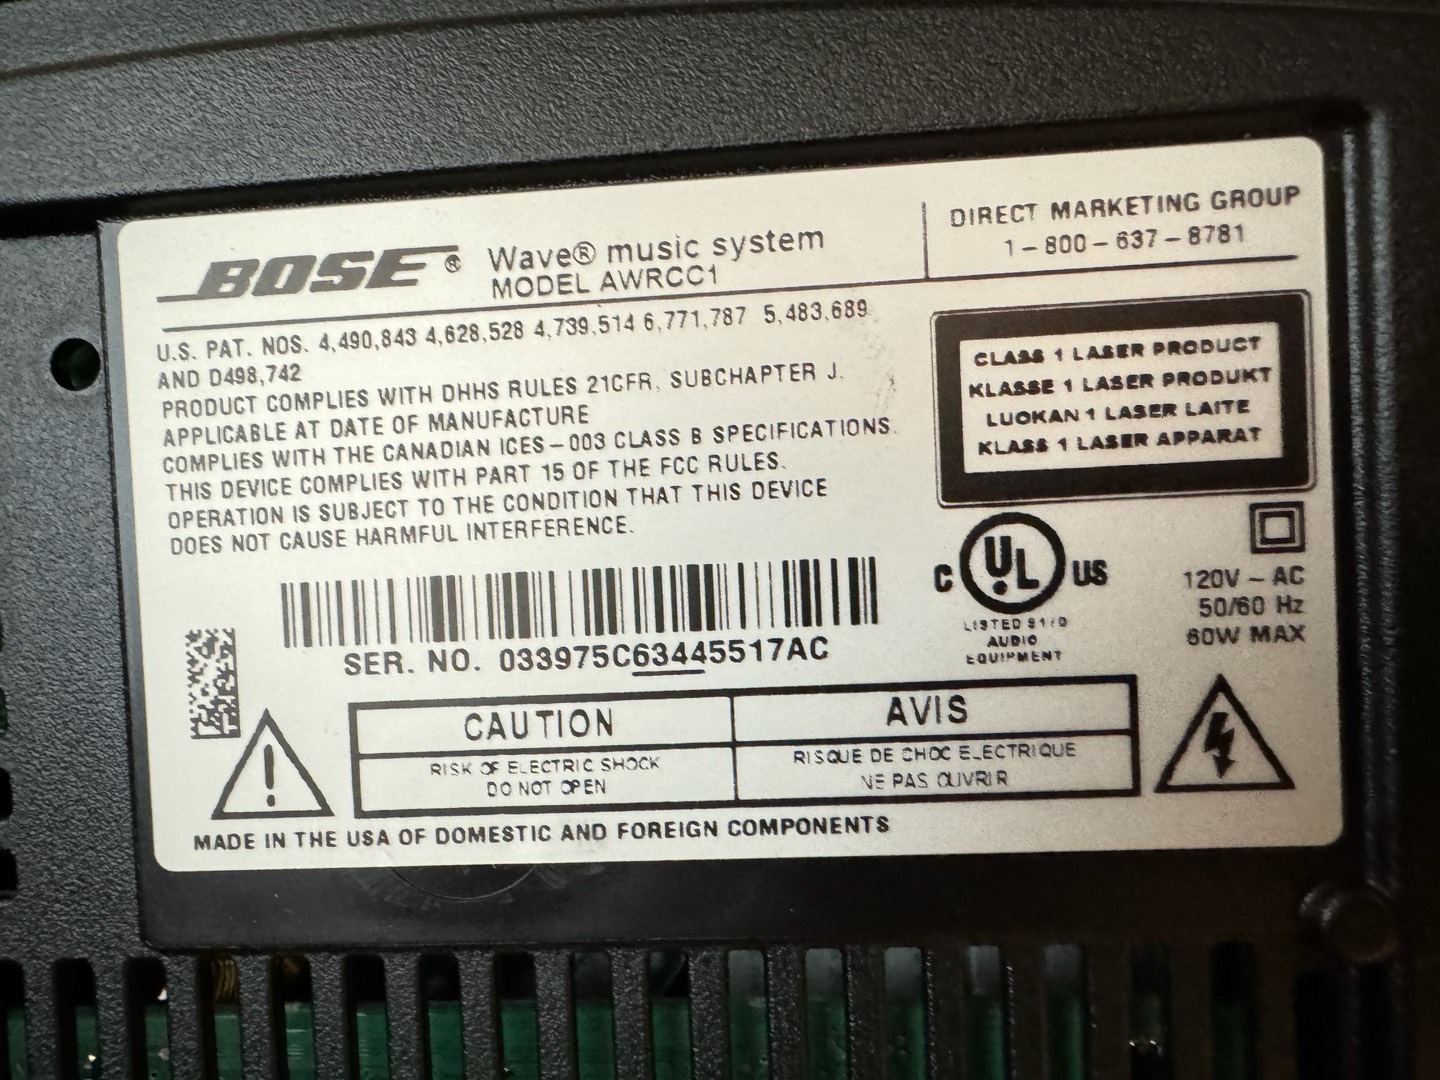 BOSE® Wave® music system
MODEL AWRCC1
DIRECT MARKETING GROUP
1-800-637-8781
U.S. PAT. NOS. 4,490,843 4,628,528 4,739,514 6,771,787 5,483,689
AND D498,742
PRODUCT COMPLIES WITH DHHS RULES 21CFR, SUBCHAPTER J,
APPLICABLE AT DATE OF MANUFACTURE
COMPLIES WITH THE CANADIAN ICES-003 CLASS B SPECIFICATIONS.
THIS DEVICE COMPLIES WITH PART 15 OF THE FCC RULES.
OPERATION IS SUBJECT TO THE CONDITION THAT THIS DEVICE
DOES NOT CAUSE HARMFUL INTERFERENCE.
CLASS 1 LASER PRODUCT
KLASSE 1 LASER PRODUKT
LUOKAN 1 LASER LAITE
KLASS 1 LASER APPARAT
C UL US
LISTED
AUDIO
EQUIPMENT
120V ~ AC
50/60 Hz
60W MAX
SER. NO. 033975C63445517AC
CAUTION
RISK OF ELECTRIC SHOCK
DO NOT OPEN
AVIS
RISQUE DE CHOC ELECTRIQUE
NE PAS OUVRIR
MADE IN THE USA OF DOMESTIC AND FOREIGN COMPONENTS